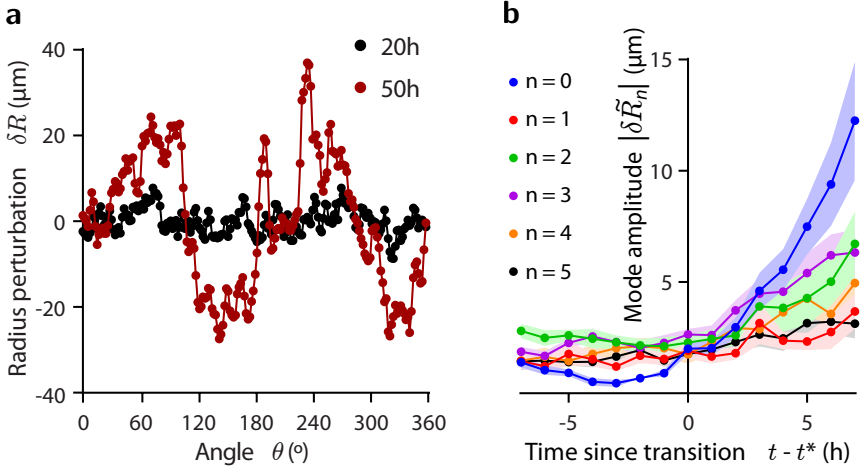 a
Radius perturbation δR (μm)
40
20
0
-20
-40
20h
50h
0
60
120
180
240
300
360
Angle θ (º)
b
n = 0
n = 1
n = 2
n = 3
n = 4
n = 5
Mode amplitude |δR̃ₙ| (μm)
15
10
5
-5
0
5
Time since transition t - t* (h)